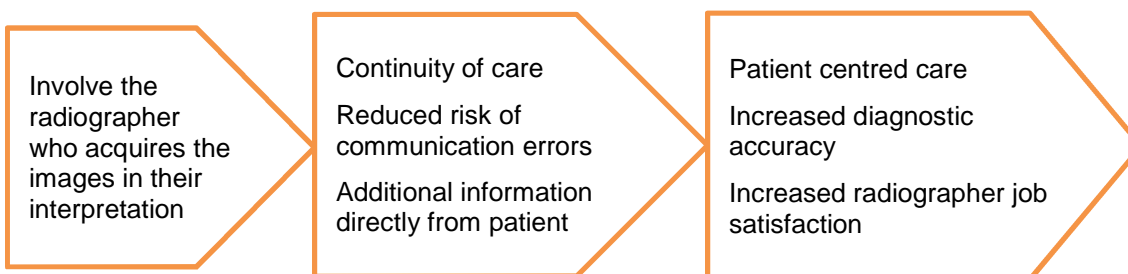 Involve the
radiographer
who acquires the
images in their
interpretation
Continuity of care
Reduced risk of
communication errors
Additional information
directly from patient
Patient centred care
Increased diagnostic
accuracy
Increased radiographer job
satisfaction